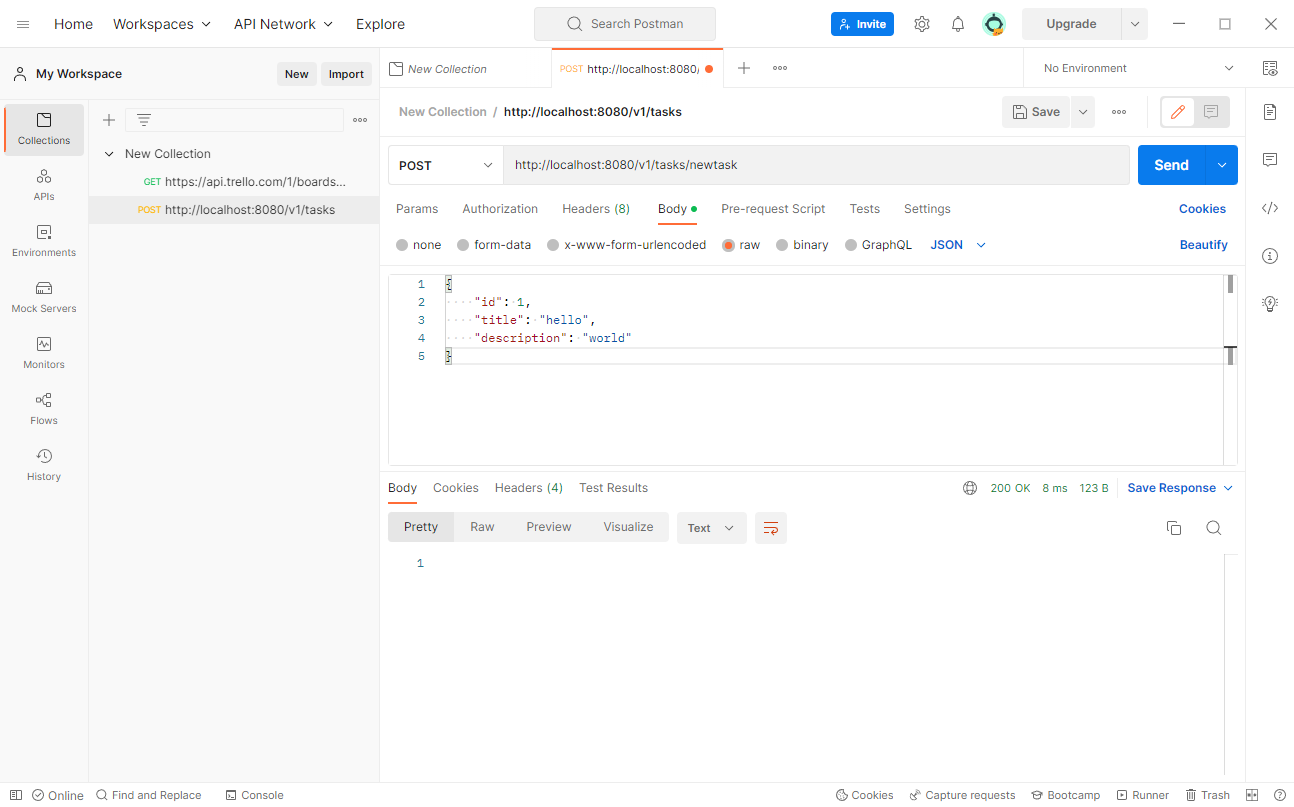 Home Workspaces API Network Explore Search Postman Invite Upgrade
My Workspace New Import
New Collection POST http://localhost:8080/ No Environment
New Collection / http://localhost:8080/v1/tasks Save
Collections
APIs
Environments
Mock Servers
Monitors
Flows
History
New Collection
GET https://api.trello.com/1/boards...
POST http://localhost:8080/v1/tasks
POST http://localhost:8080/v1/tasks/newtask Send
Params Authorization Headers (8) Body Pre-request Script Tests Settings Cookies
none form-data x-www-form-urlencoded raw binary GraphQL JSON Beautify
1 {
2 "id": 1,
3 "title": "hello",
4 "description": "world"
5 }
Body Cookies Headers (4) Test Results 200 OK 8 ms 123 B Save Response
Pretty Raw Preview Visualize Text
1
Online Find and Replace Console Cookies Capture requests Bootcamp Runner Trash